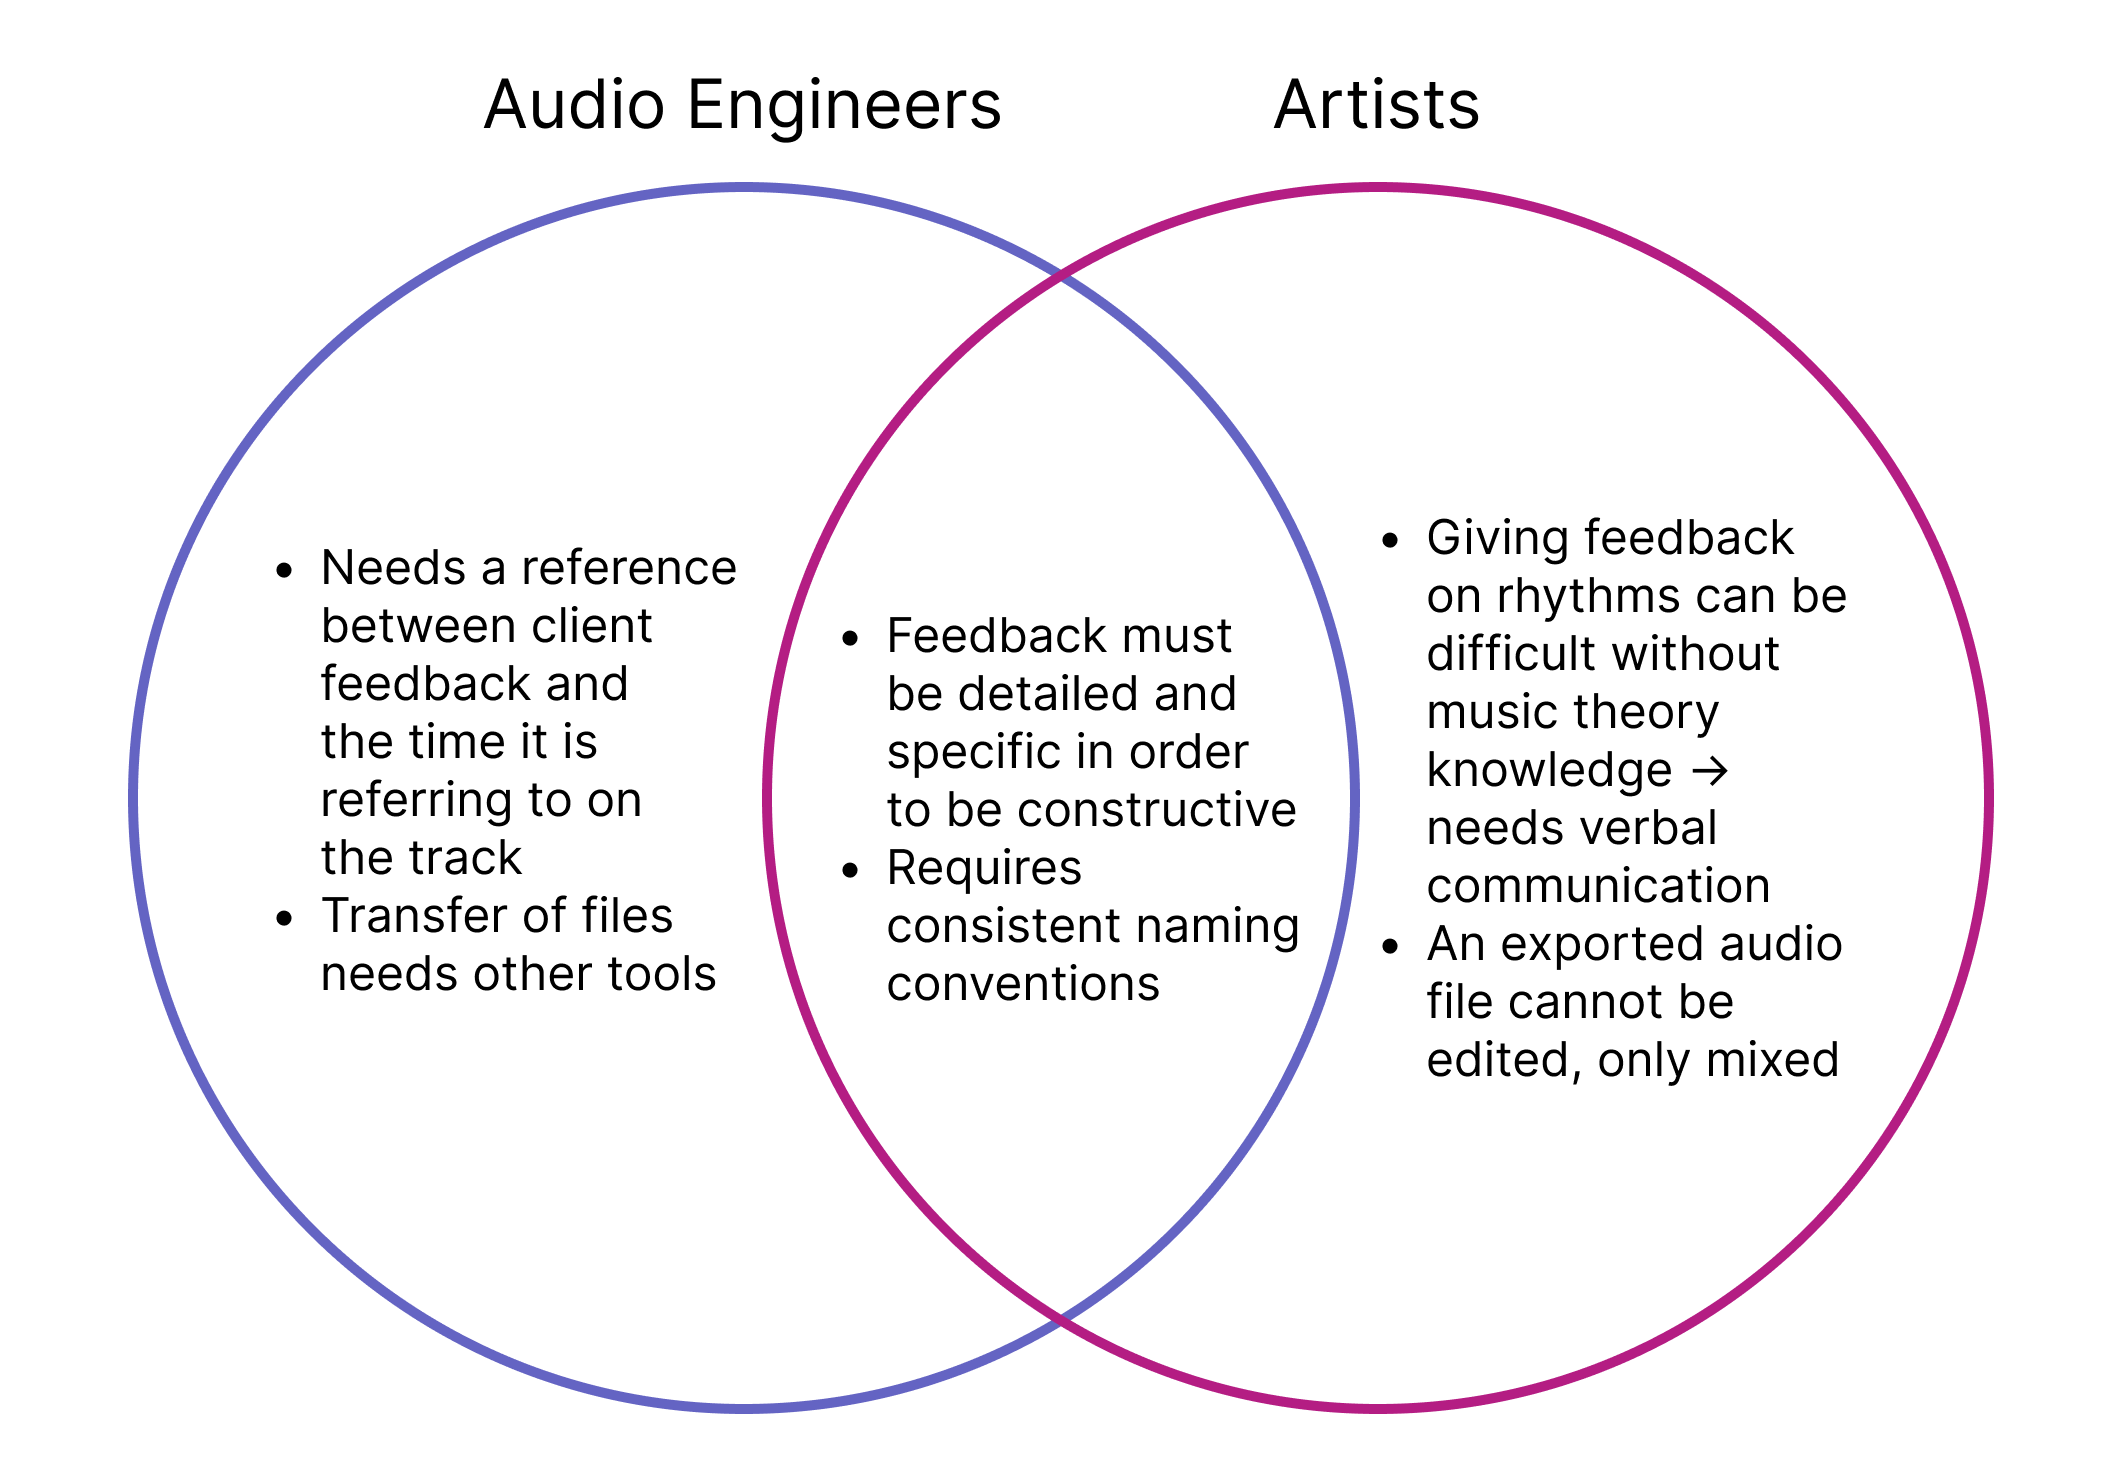 Audio Engineers
Artists
• Needs a reference
between client
feedback and
the time it is
referring to on
the track
• Transfer of files
needs other tools
• Feedback must
be detailed and
specific in order
to be constructive
• Requires
consistent naming
conventions
• Giving feedback
on rhythms can be
difficult without
music theory
knowledge →
needs verbal
communication
• An exported audio
file cannot be
edited, only mixed